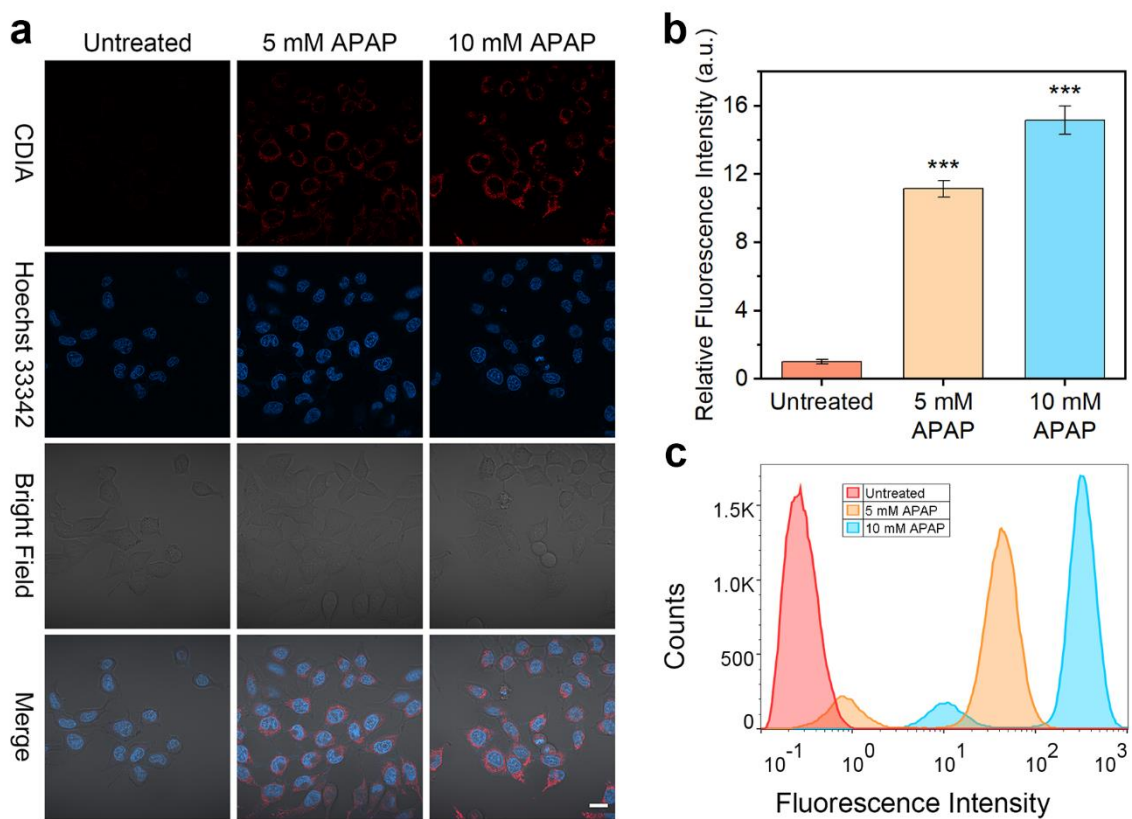 a
Untreated
5 mM APAP
10 mM APAP
CDIA
Hoechst 333342
Bright Field
Merge
b
Relative Fluorescence Intensity (a.u.)
16
12
8
4
0
***
***
Untreated
5 mM
APAP
10 mM
APAP
c
Counts
1.5K
1.0K
500
0
Untreated
5 mM APAP
10 mM APAP
10-1
100
101
102
103
Fluorescence Intensity